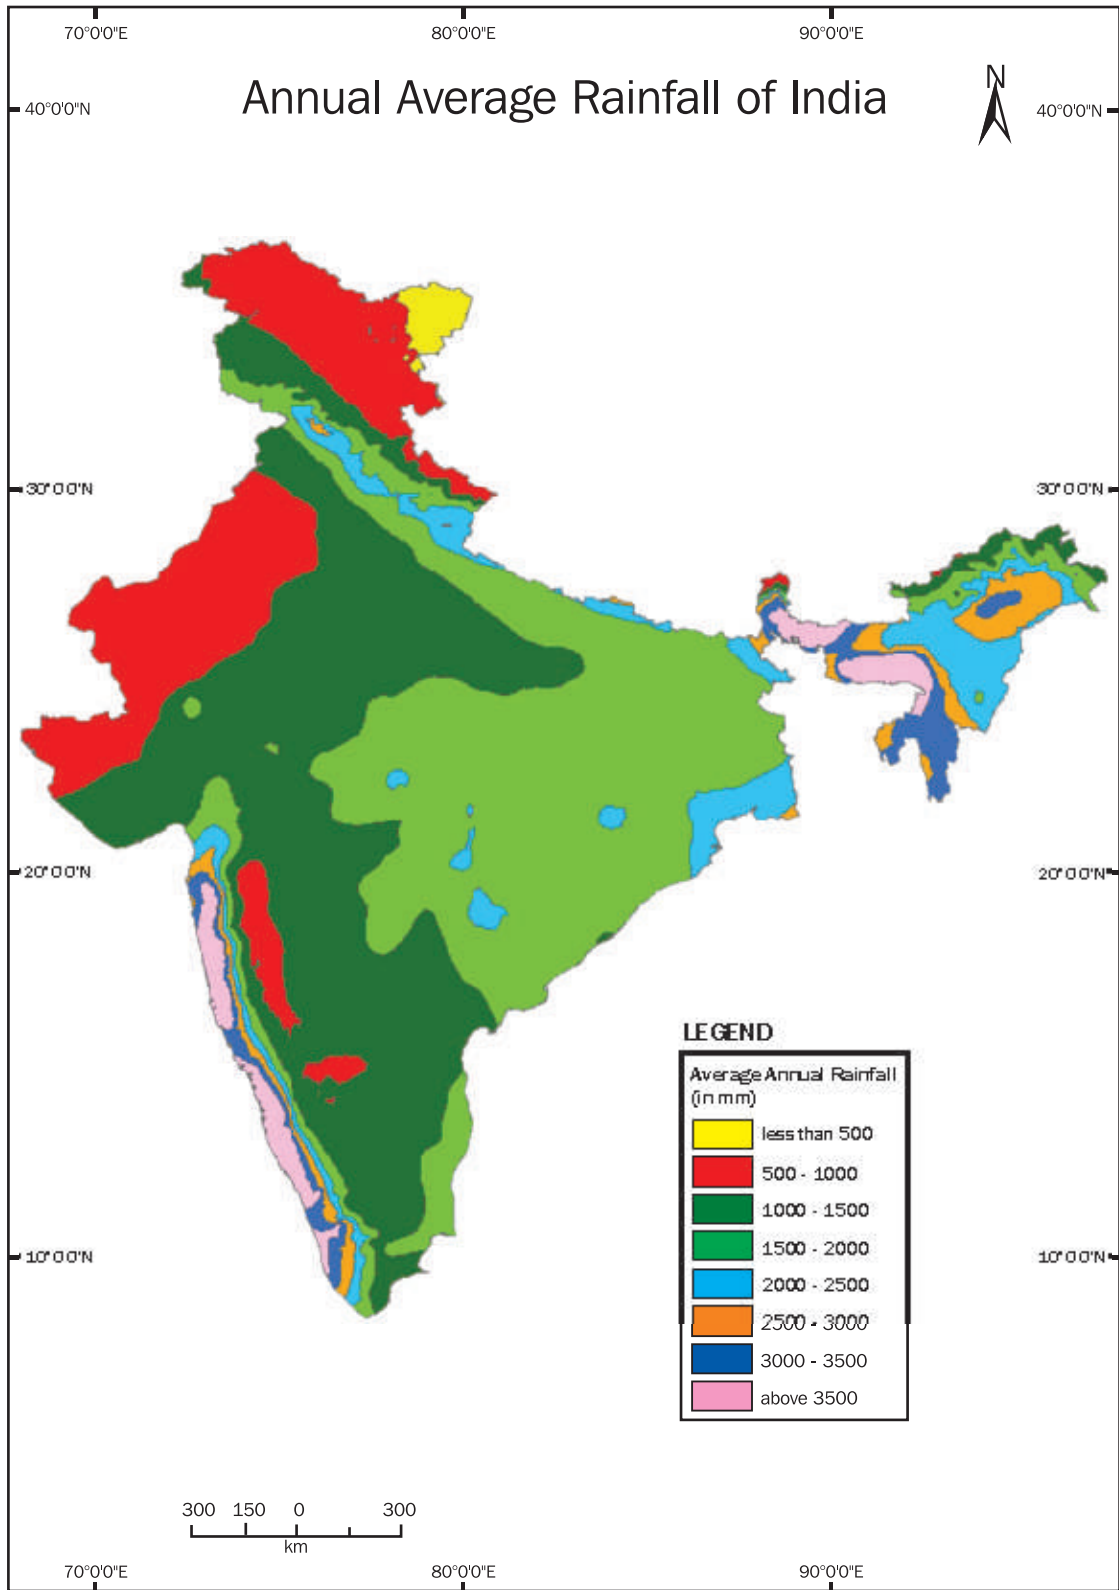 70°0'0"E 80°0'0"E 90°0'0"E
Annual Average Rainfall of India
N
40°0'0"N 40°0'0"N
30°0'0"N 30°0'0"N
20°0'0"N 20°0'0"N
LEGEND
Average Annual Rainfall
(in mm)
less than 500
500 - 1000
1000 - 1500
1500 - 2000
2000 - 2500
2500 - 3000
3000 - 3500
above 3500
10°0'0"N 10°0'0"N
300 150 0 300
km
70°0'0"E 80°0'0"E 90°0'0"E